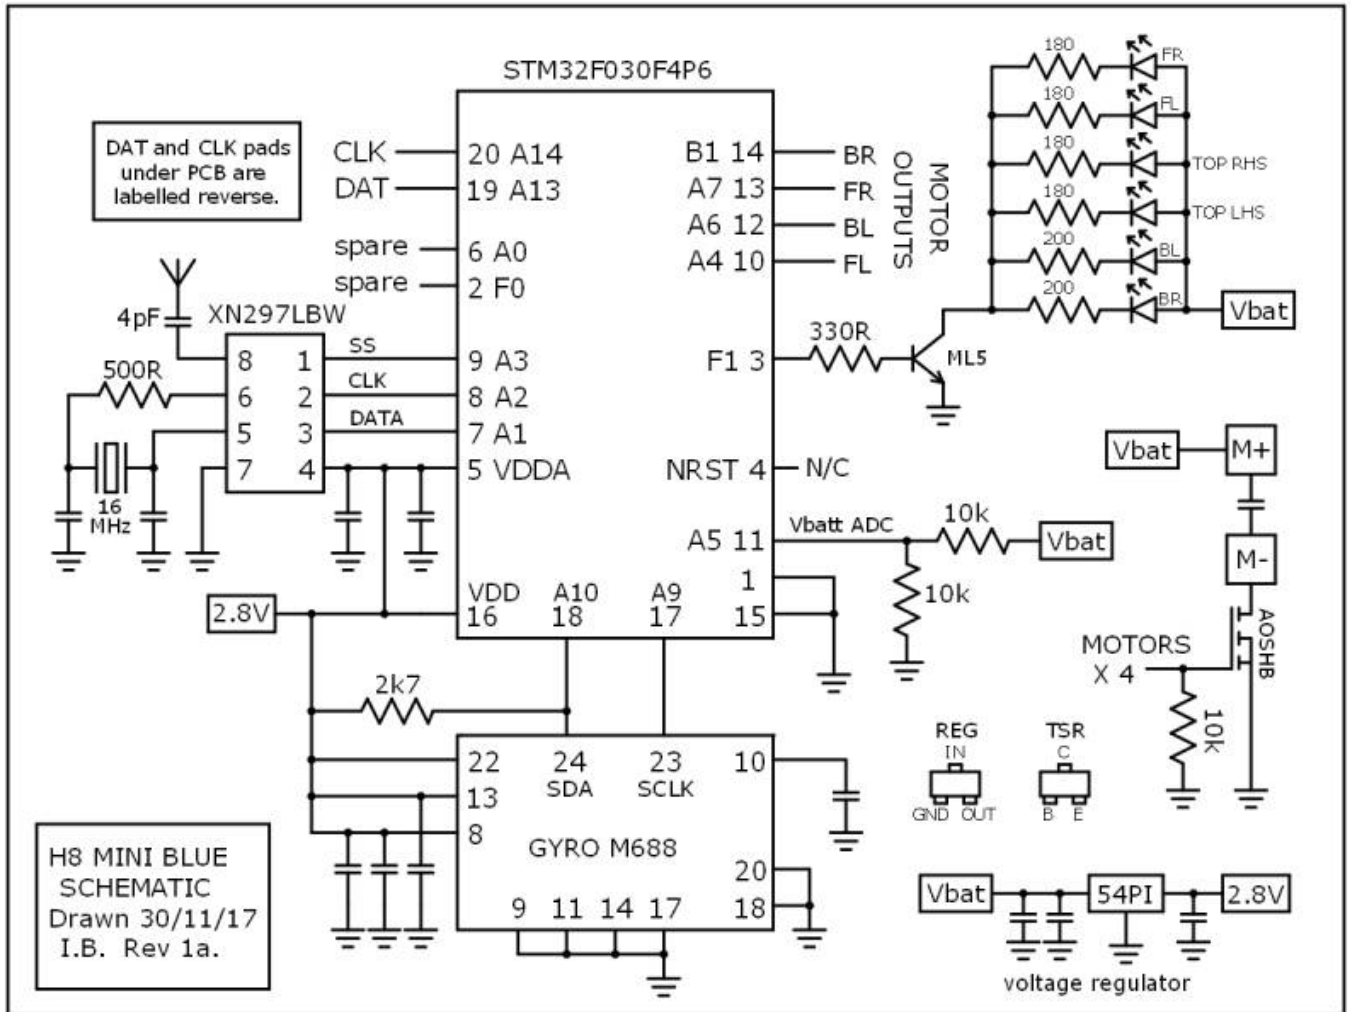 STM32F030F4P6
DAT and CLK pads
under PCB are
labelled reverse.
CLK
20 A14
DAT
19 A13
spare
6 A0
spare
2 F0
B1 14
BR
A7 13
FR
A6 12
BL
A4 10
FL
MOTOR
OUTPUTS
180
FR
180
FL
180
TOP RHS
180
TOP LHS
200
BL
200
BR
Vbat
4pF
XN297LBW
500R
8
1
SS
9 A3
6
2
CLK
8 A2
5
3
DATA
7 A1
7
4
5 VDDA
16
MHz
F1 3
330R
ML5
NRST 4
N/C
A5 11
Vbatt ADC
10k
Vbat
10k
1
15
VDD
16
A10
18
A9
17
2.8V
2k7
Vbat
M+
M-
AOSHB
MOTORS
X 4
10k
22
13
8
24
SDA
23
SCLK
10
GYRO M688
20
18
9
11
14
17
REG
IN
GND
OUT
TSR
C
B
E
H8 MINI BLUE
SCHEMATIC
Drawn 30/11/17
I.B. Rev 1a.
Vbat
54PI
2.8V
voltage regulator